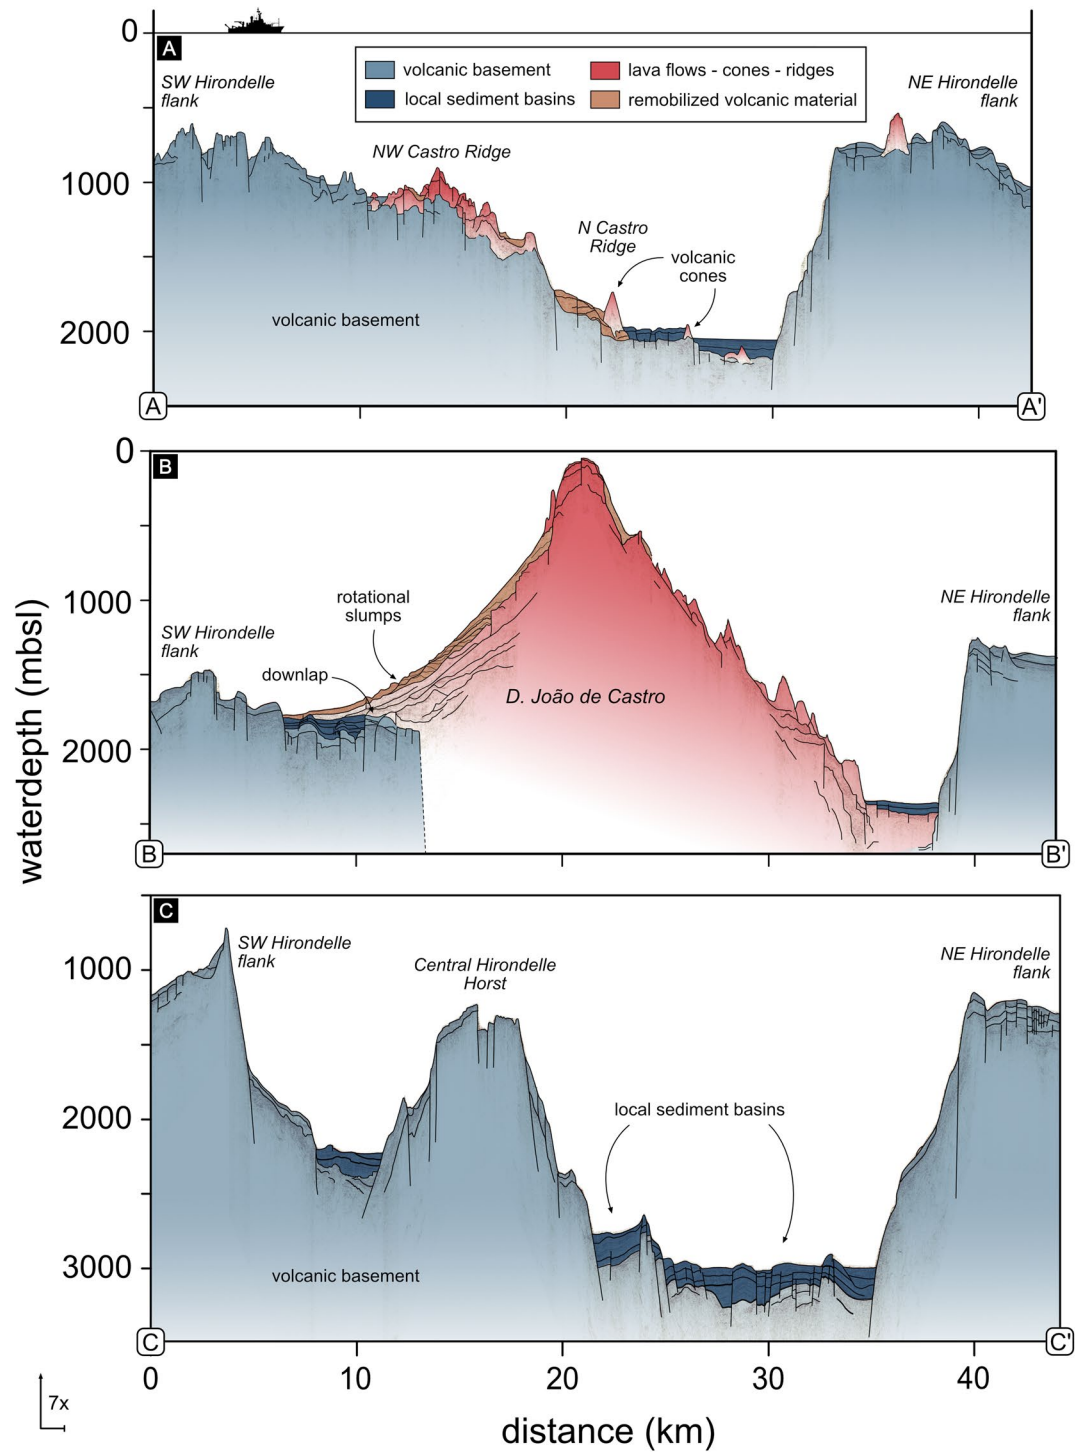 0
A
SW Hirondelle
flank
volcanic basement
lava flows - cones - ridges
local sediment basins
remobilized volcanic material
NE Hirondelle
flank
NW Castro Ridge
1000
N Castro
Ridge
volcanic
cones
volcanic basement
2000
A
A'
0
B
1000
rotational
slumps
SW Hirondelle
flank
NE Hirondelle
flank
downlap
D. João de Castro
2000
B
B'
waterdepth (mbsl)
C
SW Hirondelle
flank
Central Hirondelle
Horst
NE Hirondelle
flank
1000
2000
local sediment basins
3000
volcanic basement
C
C'
0
10
20
30
40
7x
distance (km)